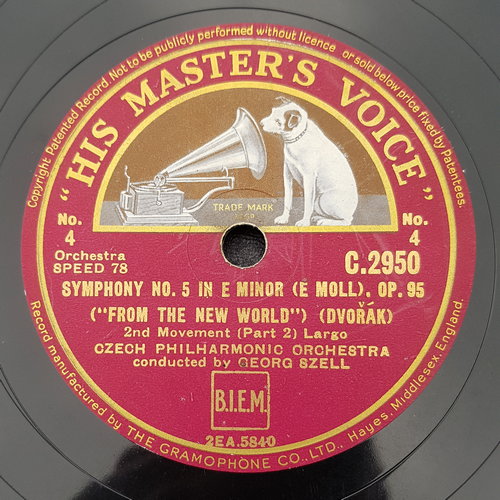 Copyright Patented Record. Not to be publicly performed without licence or sold below price fixed by Patentees.
"HIS MASTER'S VOICE"
TRADE MARK
No. 4
No. 4
Orchestra
SPEED 78
C.2950
SYMPHONY NO. 5 IN E MINOR (E MOLL), OP. 95
("FROM THE NEW WORLD") (DVOŘÁK)
2nd Movement (Part 2) Largo
CZECH PHILHARMONIC ORCHESTRA
conducted by GEORG SZELL
B.I.E.M.
2EA.5840
Record manufactured by THE GRAMOPHONE CO., LTD., Hayes, Middlesex, England.